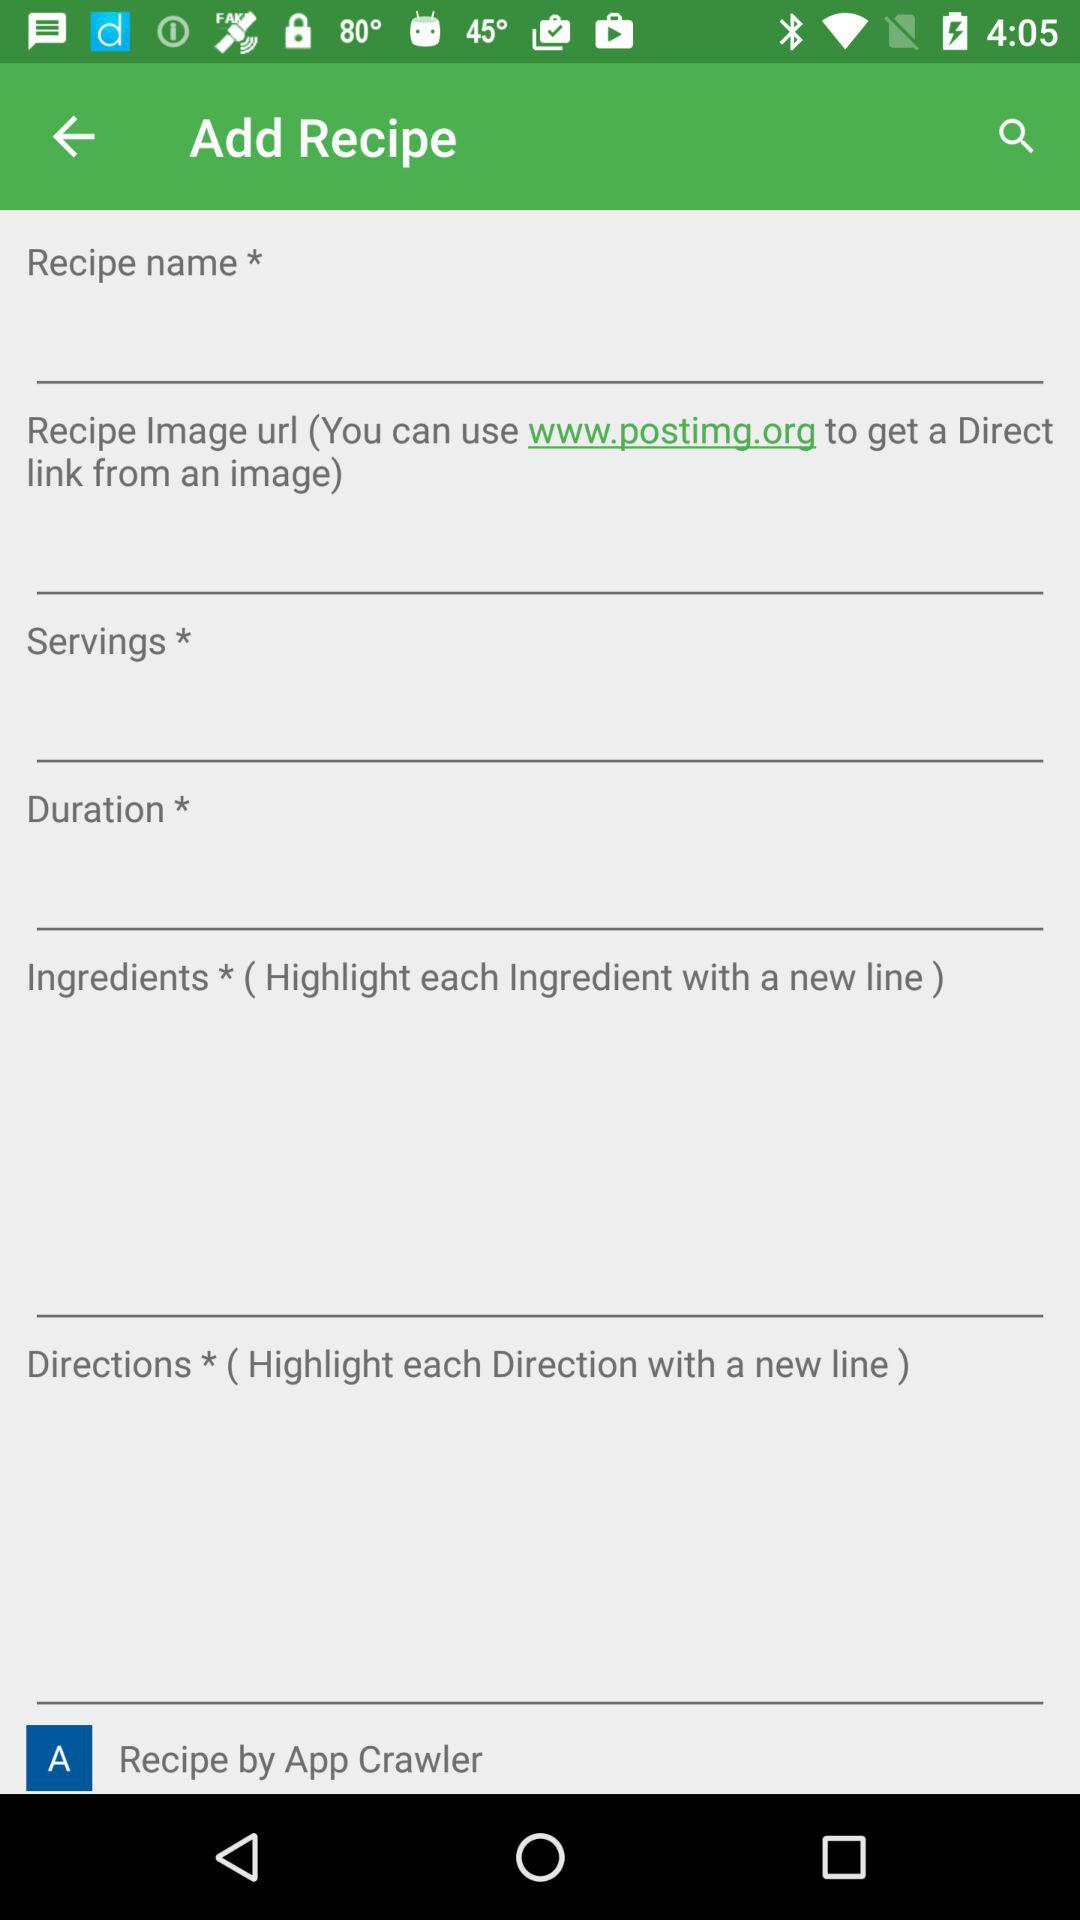 FAKE 80° 45° 4:05
Add Recipe
Recipe name *
Recipe Image url (You can use www.postimg.org to get a Direct
link from an image)
Servings *
Duration *
Ingredients * ( Highlight each Ingredient with a new line )
Directions * ( Highlight each Direction with a new line )
A Recipe by App Crawler